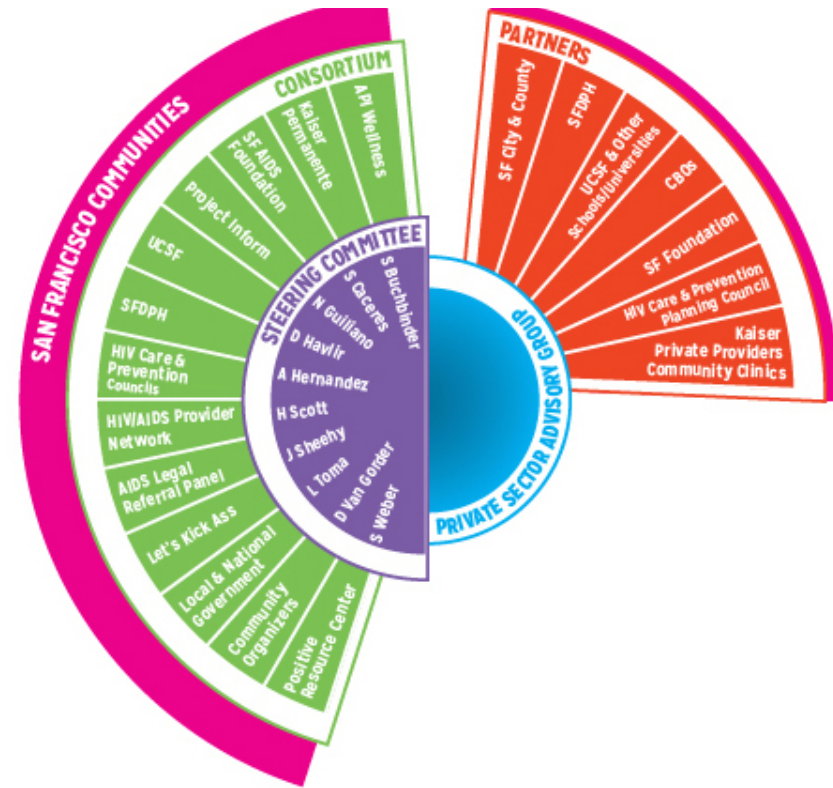 SAN FRANCISCO COMMUNITIES
CONSORTIUM
API Wellness
Kaiser
Permanente
SF AIDS
Foundation
Project Inform
UCSF
SFDPH
HIV Care &
Prevention
Councils
HIV/AIDS Provider
Network
AIDS Legal
Referral Panel
Let's Kick Ass
Local & National
Government
Community
Organizers
Positive
Resource Center
STEERING COMMITTEE
S Buchbinder
S Caceres
N Guiliano
D Havlir
A Hernandez
H Scott
J Sheehy
L Toma
D Van Gorder
S Weber
PRIVATE SECTOR ADVISORY GROUP
PARTNERS
SF City & County
SFDPH
UCSF & Other
Schools/Universities
CBOs
SF Foundation
HIV Care & Prevention
Planning Council
Kaiser
Private Providers
Community Clinics